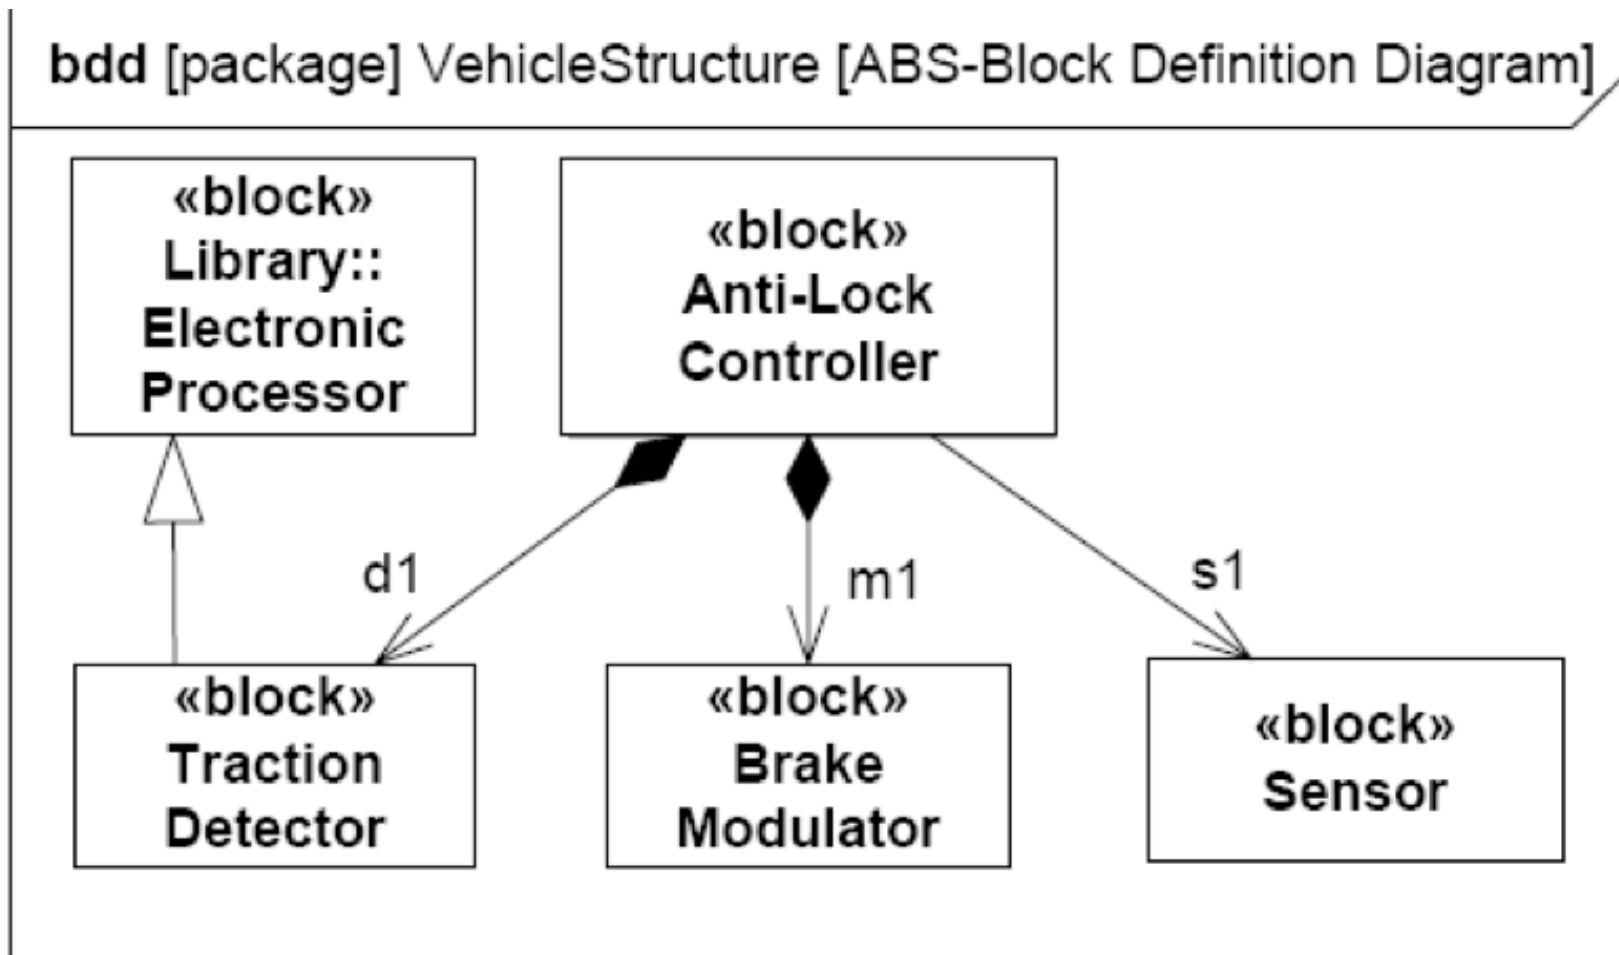 bdd [package] VehicleStructure [ABS-Block Definition Diagram]
«block»
Library::
Electronic
Processor
«block»
Anti-Lock
Controller
d1
m1
s1
«block»
Traction
Detector
«block»
Brake
Modulator
«block»
Sensor